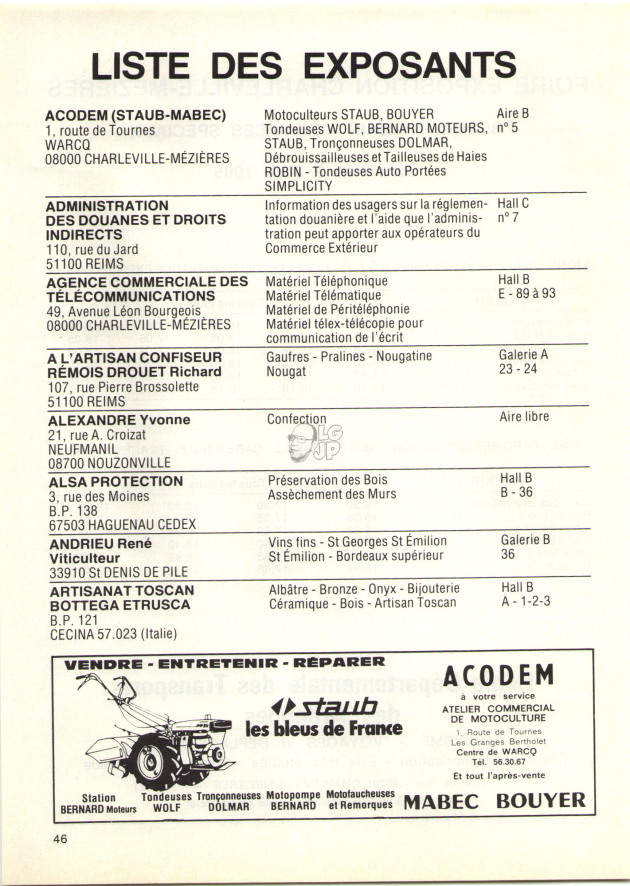 LISTE DES EXPOSANTS
ACODEM (STAUB-MABEC)
1, route de Tournes
WARCQ
08000 CHARLEVILLE-MÉZIÈRES
Motoculteurs STAUB, BOUYER
Tondeuses WOLF, BERNARD MOTEURS,
STAUB, Tronçonneuses DOLMAR,
Débrouissailleuses et Tailleuses de Haies
ROBIN - Tondeuses Auto Portées
SIMPLICITY
Aire B
n° 5
ADMINISTRATION
DES DOUANES ET DROITS
INDIRECTS
110, rue du Jard
51100 REIMS
Information des usagers sur la réglemen-
tation douanière et l'aide que l'adminis-
tration peut apporter aux opérateurs du
Commerce Extérieur
Hall C
n° 7
AGENCE COMMERCIALE DES
TÉLÉCOMMUNICATIONS
49, Avenue Léon Bourgeois
08000 CHARLEVILLE-MÉZIÈRES
Matériel Téléphonique
Matériel Télématique
Matériel de Péritéléphonie
Matériel télex-télécopie pour
communication de l'écrit
Hall B
E - 89 à 93
A L'ARTISAN CONFISEUR
RÉMOIS DROUET Richard
107, rue Pierre Brossolette
51100 REIMS
Gaufres - Pralines - Nougatine
Nougat
Galerie A
23 - 24
ALEXANDRE Yvonne
21, rue A. Croizat
NEUFMANIL
08700 NOUZONVILLE
Confection
Aire libre
LG
JP
ALSA PROTECTION
3, rue des Moines
B.P. 138
67503 HAGUENAU CEDEX
Préservation des Bois
Assèchement des Murs
Hall B
B - 36
ANDRIEU René
Viticulteur
33910 St DENIS DE PILE
Vins fins - St Georges St Émilion
St Émilion - Bordeaux supérieur
Galerie B
36
ARTISANAT TOSCAN
BOTTEGA ETRUSCA
B.P. 121
CECINA 57.023 (Italie)
Albâtre - Bronze - Onyx - Bijouterie
Céramique - Bois - Artisan Toscan
Hall B
A - 1-2-3
VENDRE - ENTRETENIR - RÉPARER
staub
les bleus de France
ACODEM
à votre service
ATELIER COMMERCIAL
DE MOTOCULTURE
1, Route de Tournes
Les Granges Bertholet
Centre de WARCQ
Tél. 56.30.67
Et tout l'après-vente
Station
BERNARD Moteurs
Tondeuses
WOLF
Tronçonneuses
DOLMAR
Motopompe
BERNARD
Motofaucheuses
et Remorques
MABEC BOUYER
46